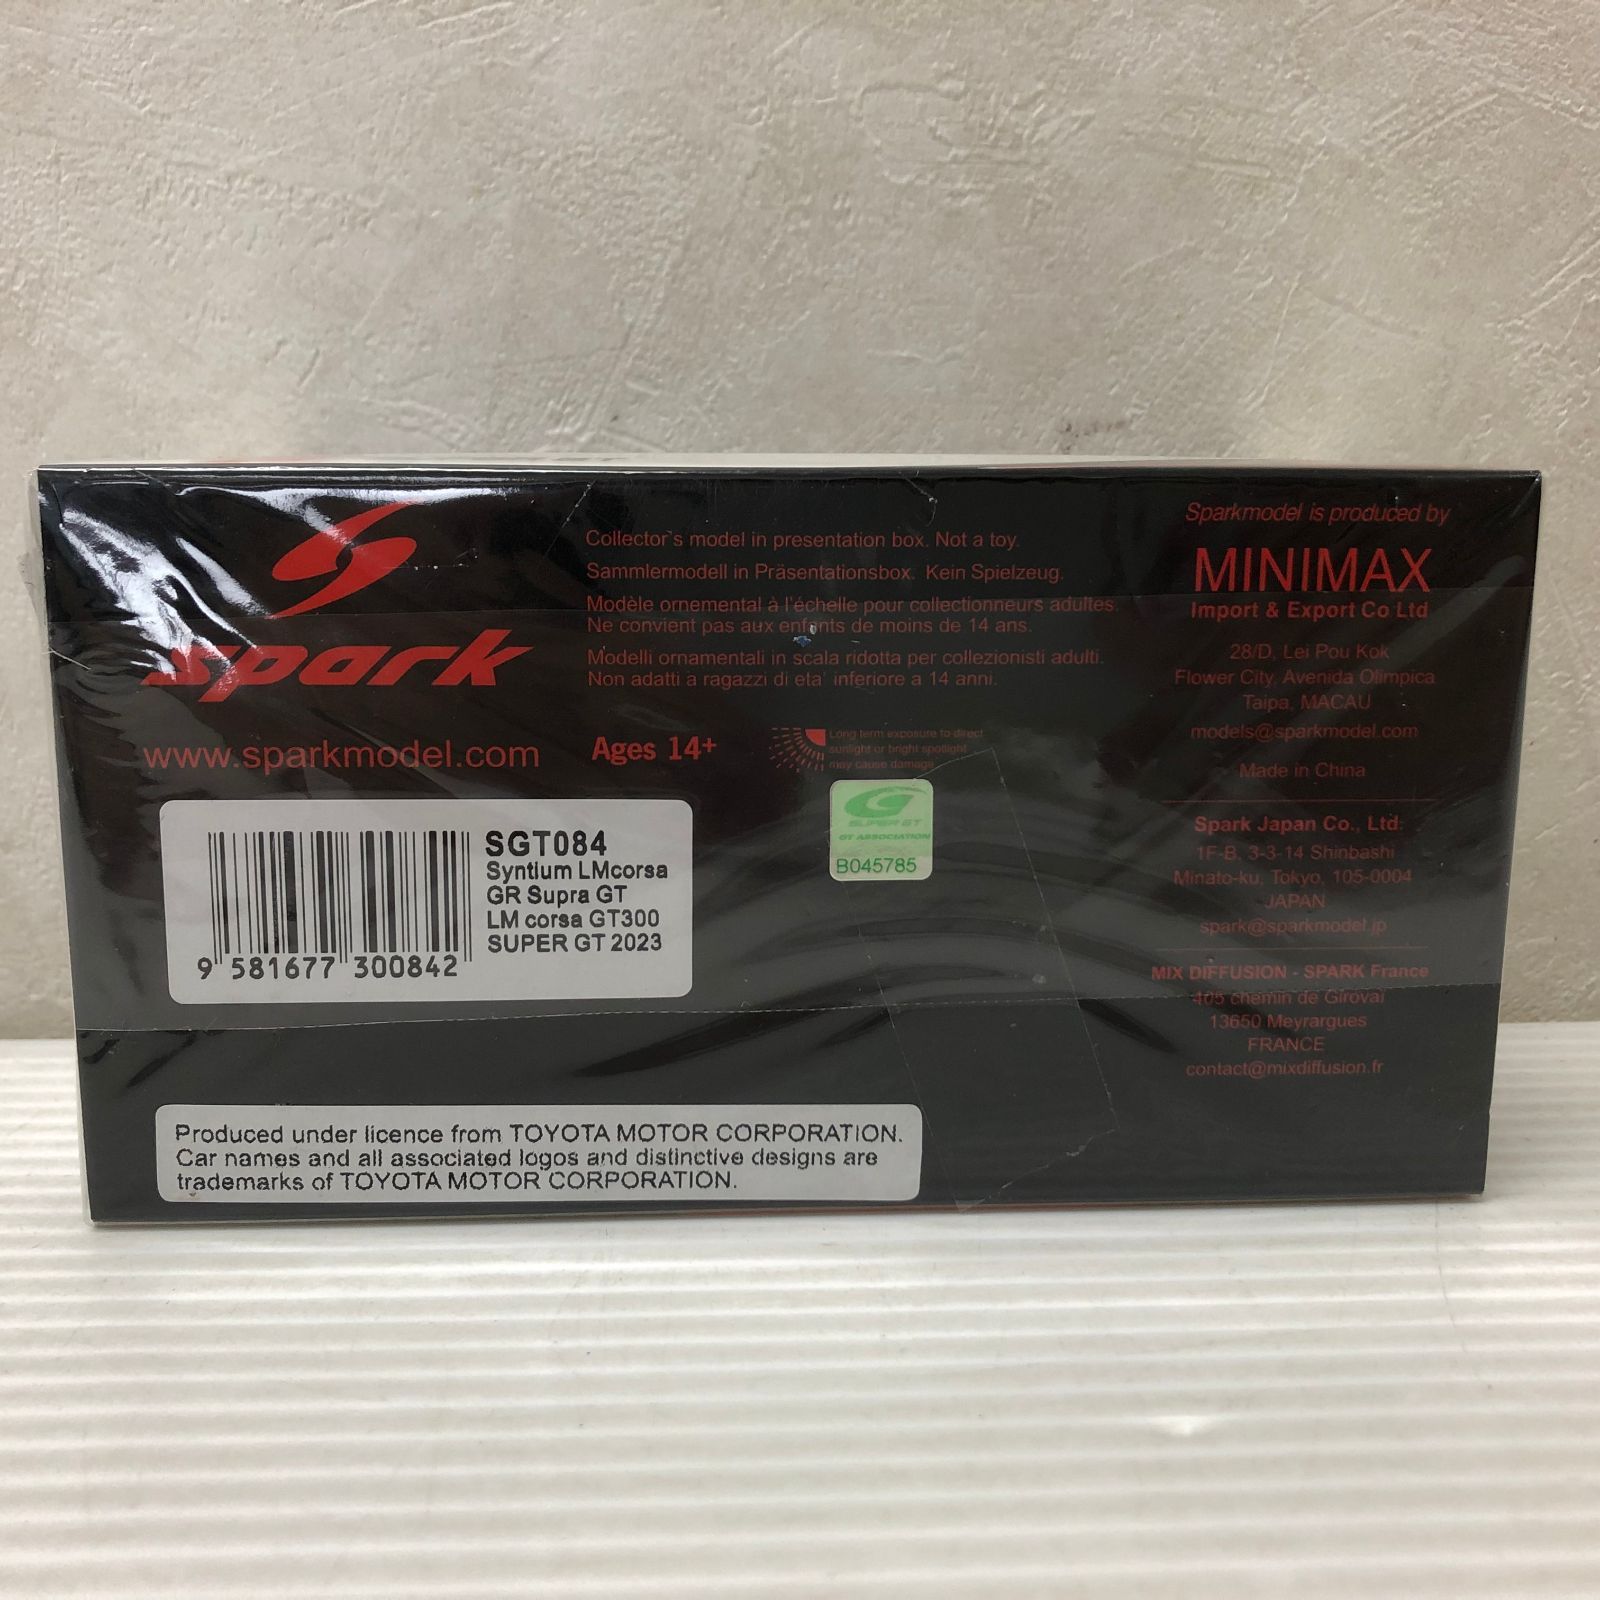 spark
www.sparkmodel.com
Collector's model in presentation box. Not a toy.
Sammlermodell in Präsentationsbox. Kein Spielzeug.
Modèle ornemental à l'échelle pour collectionneurs adultes.
Ne convient pas aux enfants de moins de 14 ans.
Modelli ornamentali in scala ridotta per collezionisti adulti.
Non adatti a ragazzi di eta' inferiore a 14 anni.
Ages 14+
Long term exposure to direct
sunlight or bright spotlight
may cause damage
SUPER GT
GT ASSOCIATION
B045785
SGT084
Syntium LMcorsa
GR Supra GT
LM corsa GT300
SUPER GT 2023
9 581677 300842
Produced under licence from TOYOTA MOTOR CORPORATION.
Car names and all associated logos and distinctive designs are
trademarks of TOYOTA MOTOR CORPORATION.
Sparkmodel is produced by
MINIMAX
Import & Export Co Ltd
28/D, Lei Pou Kok
Flower City, Avenida Olimpica
Taipa, MACAU
models@sparkmodel.com
Made in China
Spark Japan Co., Ltd.
1F-B, 3-3-14 Shinbashi
Minato-ku, Tokyo, 105-0004
JAPAN
spark@sparkmodel.jp
MIX DIFFUSION - SPARK France
405 chemin de Girovai
13650 Meyrargues
FRANCE
contact@mixdiffusion.fr